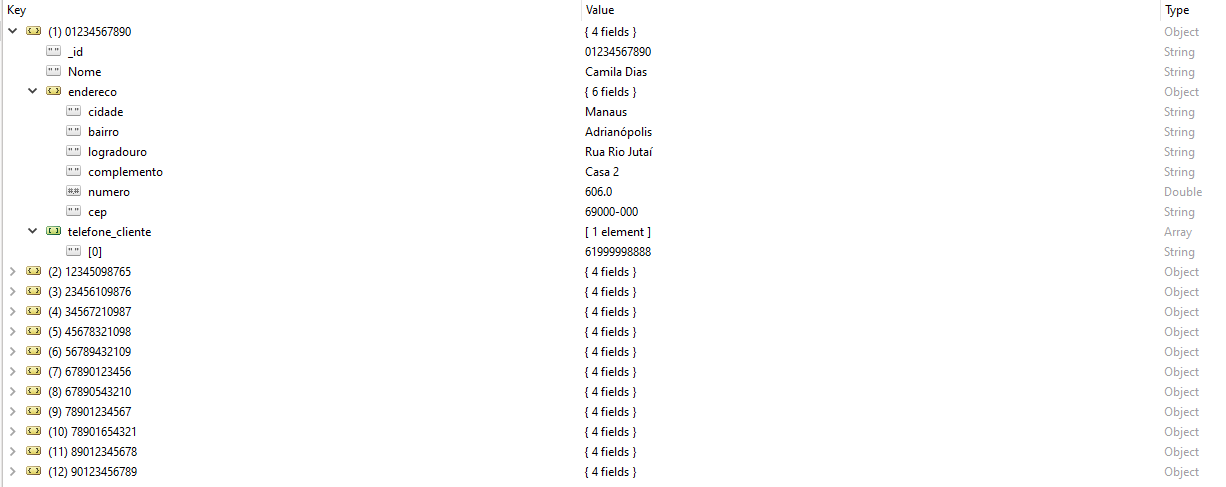 Key Value Type
(1) 01234567890 { 4 fields } Object
"" _id 01234567890 String
"" Nome Camila Dias String
endereco { 6 fields } Object
"" cidade Manaus String
"" bairro Adrianópolis String
"" logradouro Rua Rio Jutaí String
"" complemento Casa 2 String
## numero 606.0 Double
"" cep 69000-000 String
telefone_cliente [ 1 element ] Array
"" [0] 61999998888 String
(2) 12345098765 { 4 fields } Object
(3) 23456109876 { 4 fields } Object
(4) 34567210987 { 4 fields } Object
(5) 45678321098 { 4 fields } Object
(6) 56789432109 { 4 fields } Object
(7) 67890123456 { 4 fields } Object
(8) 67890543210 { 4 fields } Object
(9) 78901234567 { 4 fields } Object
(10) 78901654321 { 4 fields } Object
(11) 89012345678 { 4 fields } Object
(12) 90123456789 { 4 fields } Object